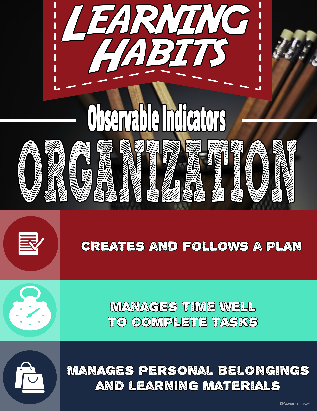 LEARNING
HABITS
Observable Indicators
ORGANIZATION
CREATES AND FOLLOWS A PLAN
MANAGES TIME WELL
TO COMPLETE TASKS
MANAGES PERSONAL BELONGINGS
AND LEARNING MATERIALS